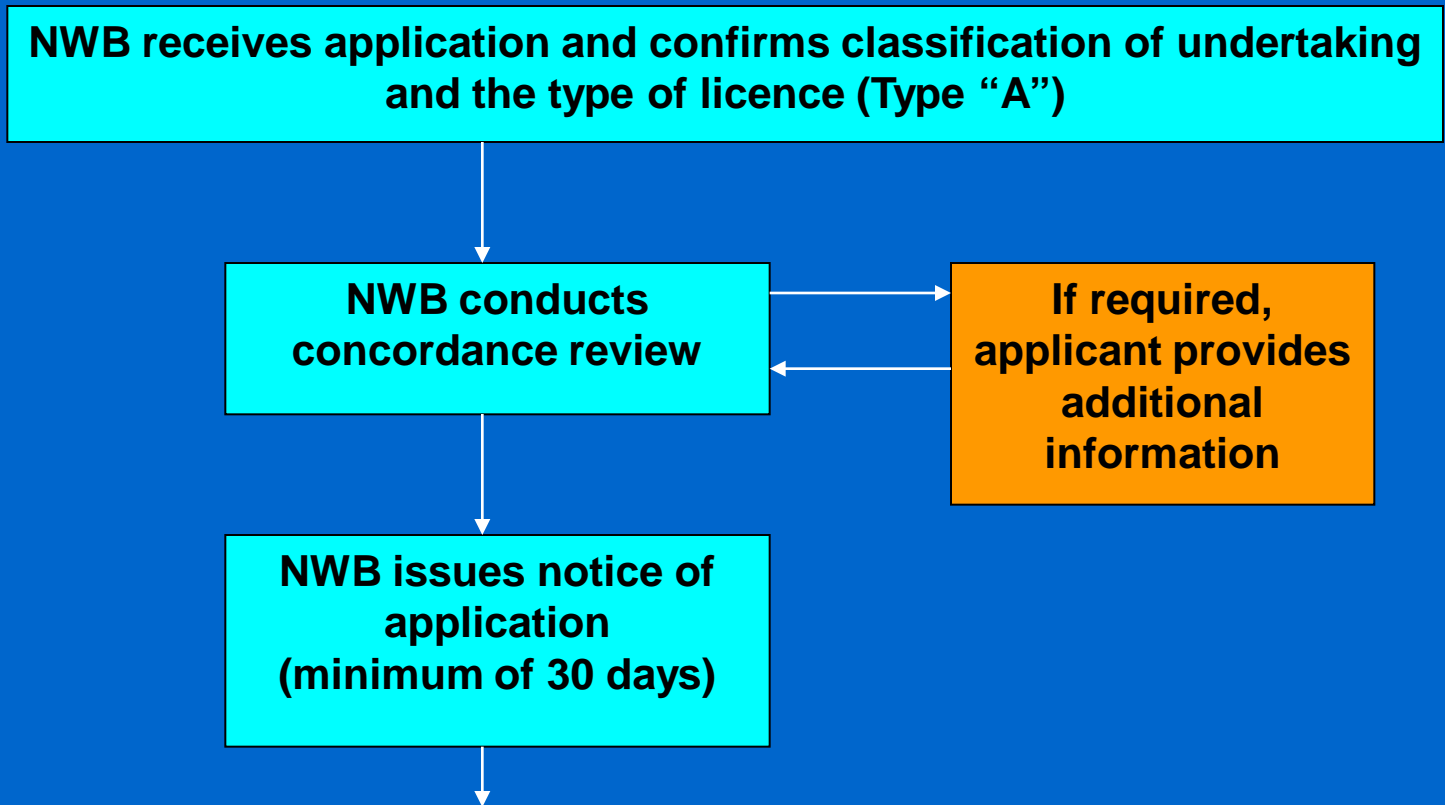 NWB receives application and confirms classification of undertaking
and the type of licence (Type “A”)
NWB conducts
concordance review
If required,
applicant provides
additional
information
NWB issues notice of
application
(minimum of 30 days)